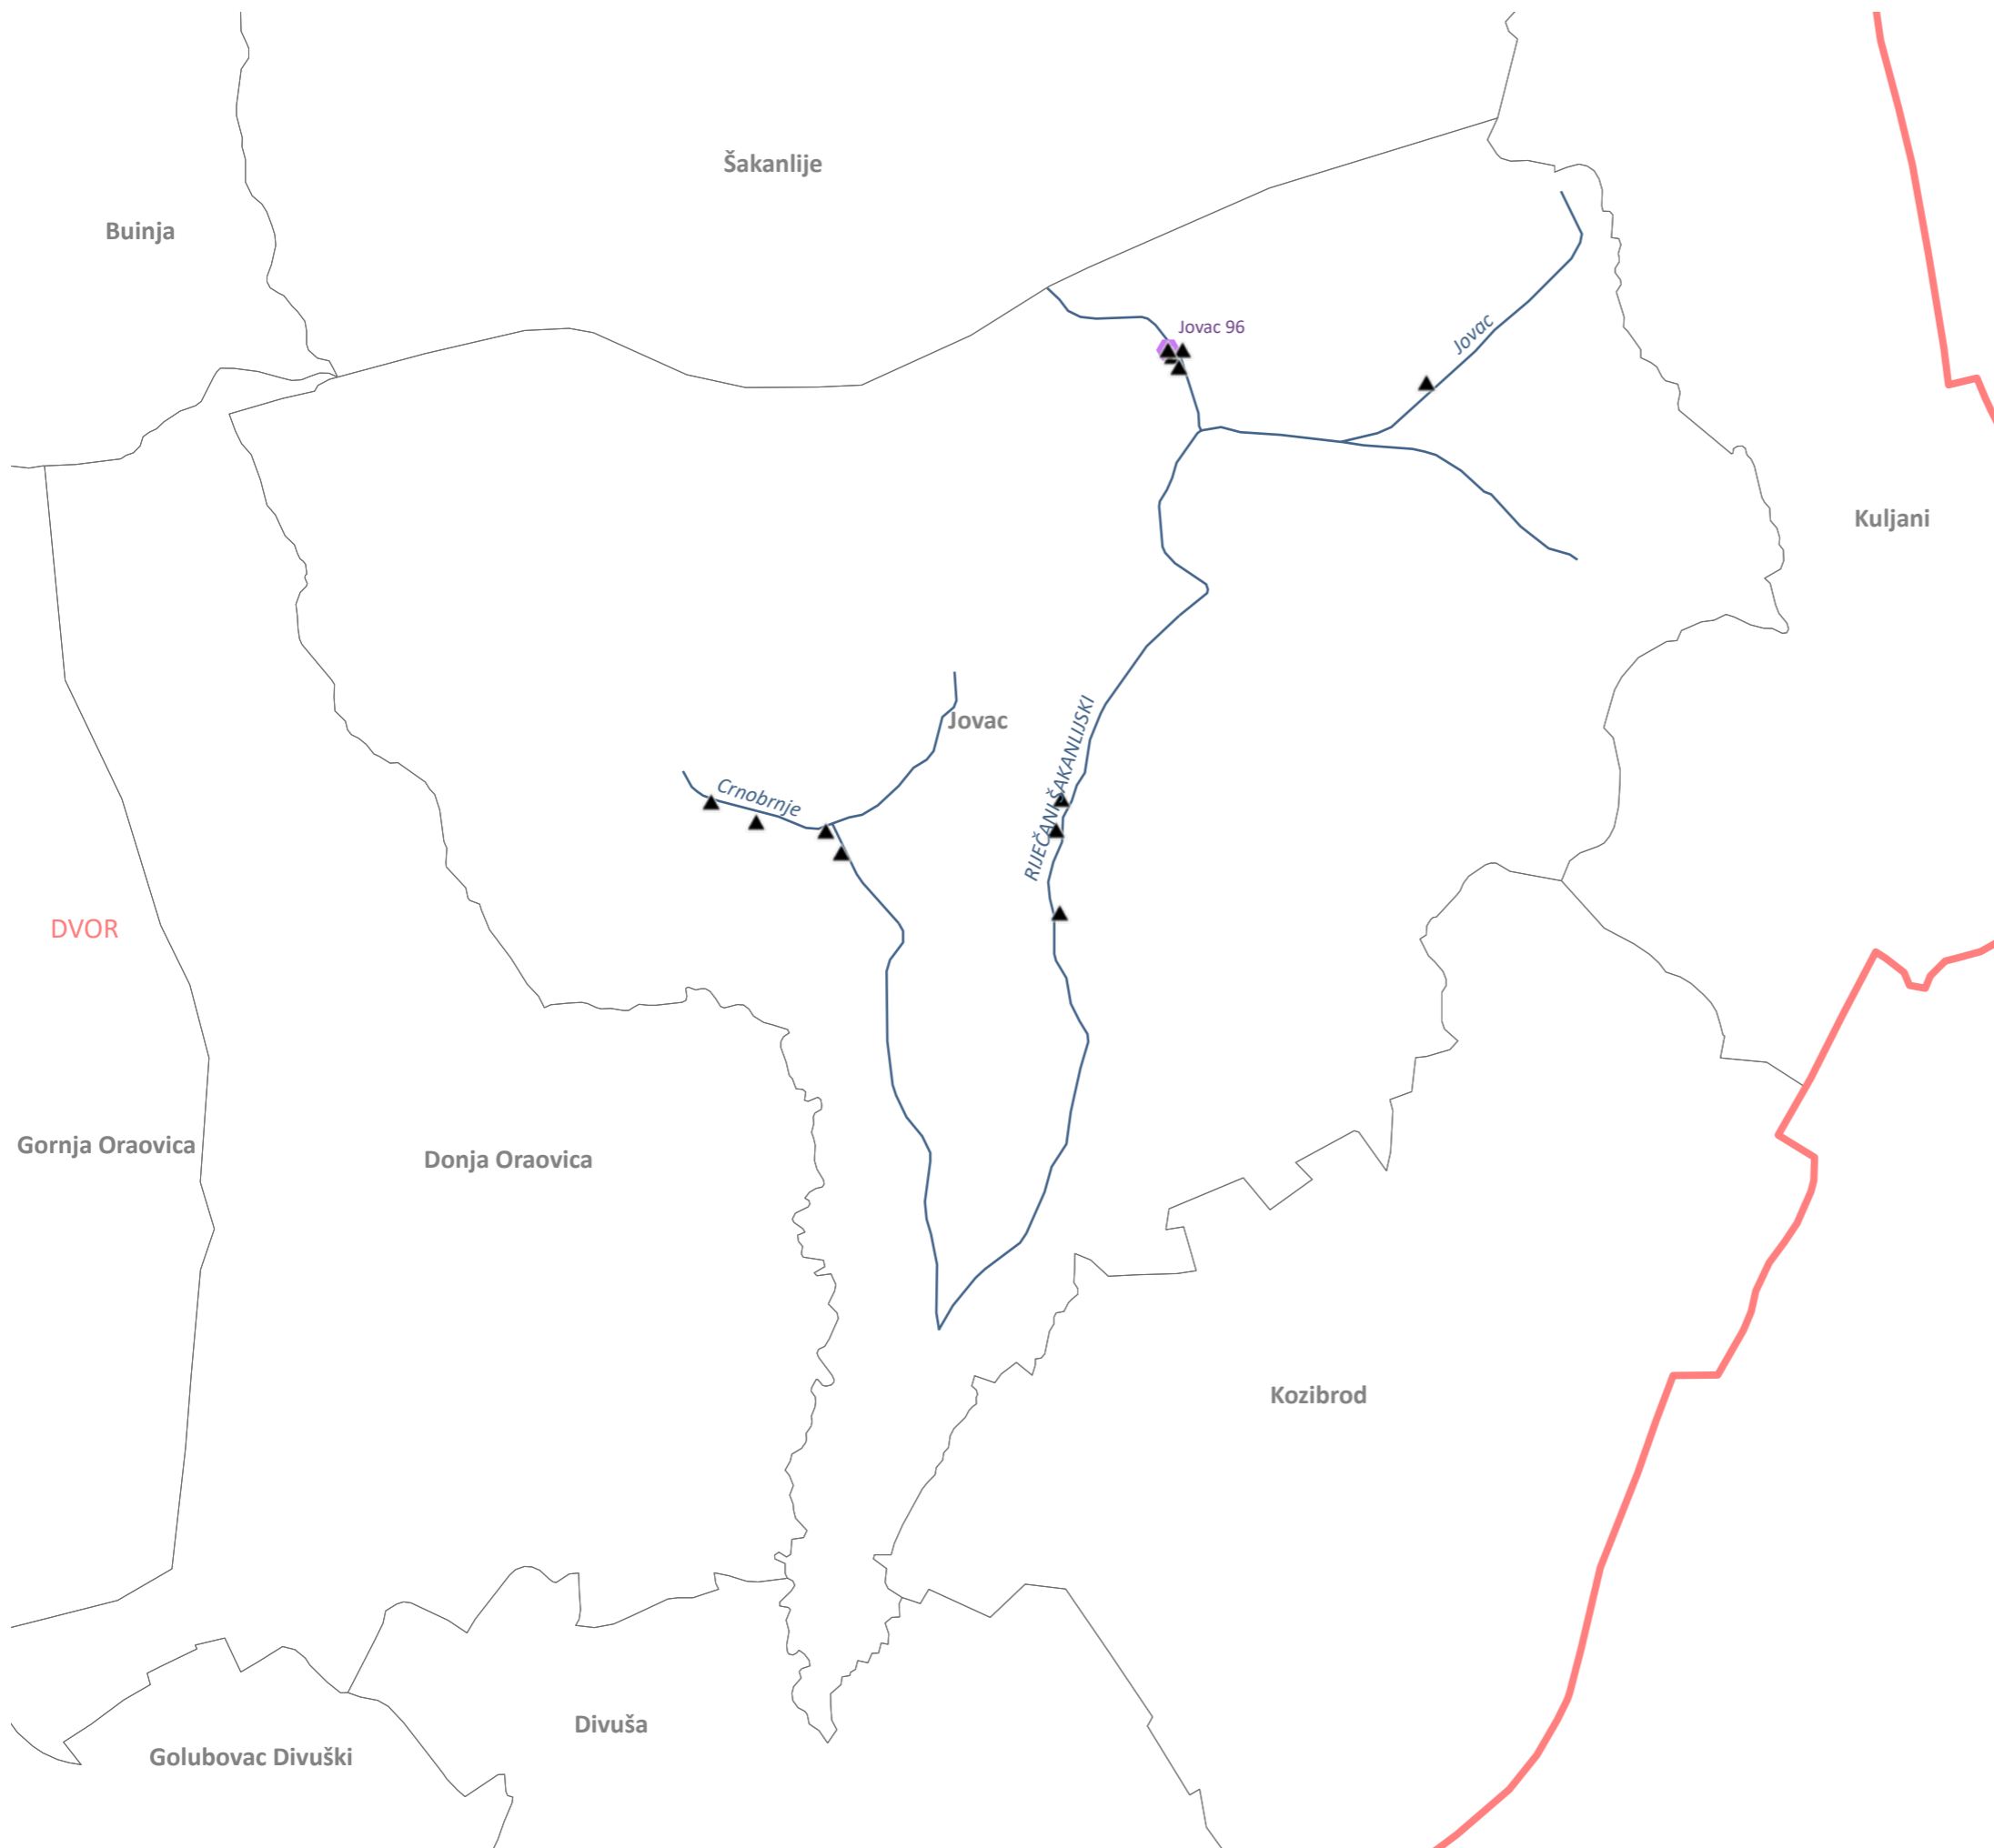 Šakanlije
Buinja
Jovac 96
Jovac
Kuljani
Jovac
RIJEČANI ŠAKANLIJSKI
Crnobrnje
DVOR
Gornja Oraovica
Donja Oraovica
Kozibrod
Divuša
Golubovac Divuški